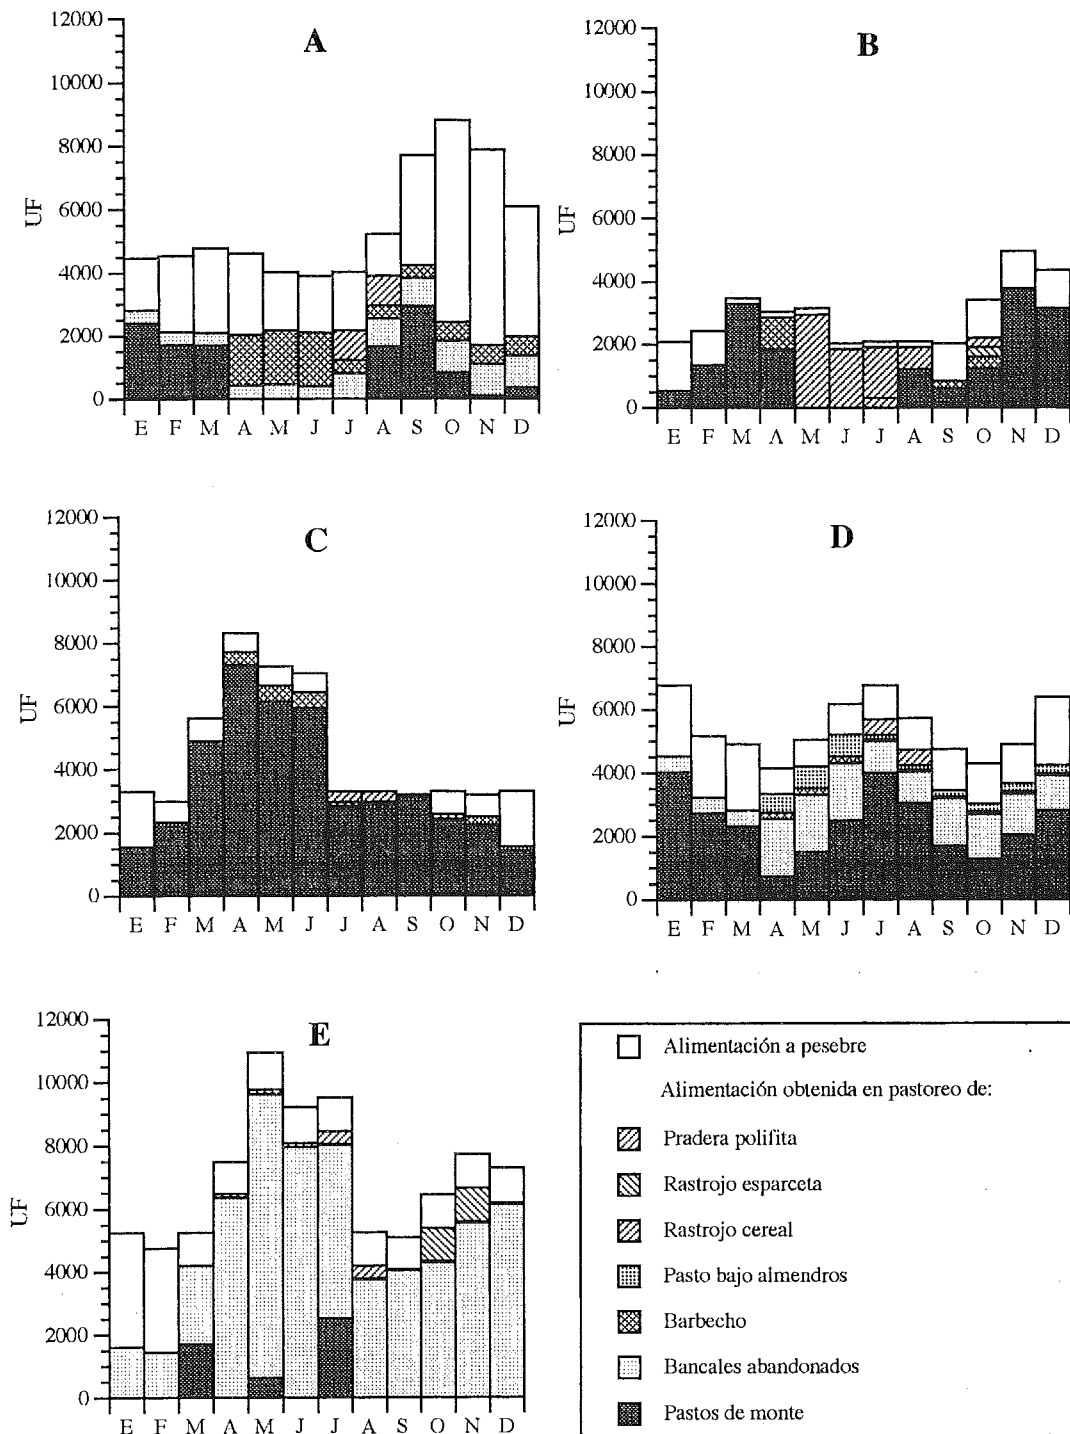 A
12000
10000
8000
6000
4000
2000
0
UF
E F M A M J J A S O N D
B
12000
10000
8000
6000
4000
2000
0
UF
E F M A M J J A S O N D
C
12000
10000
8000
6000
4000
2000
0
UF
E F M A M J J A S O N D
D
12000
10000
8000
6000
4000
2000
0
UF
E F M A M J J A S O N D
E
12000
10000
8000
6000
4000
2000
0
UF
E F M A M J J A S O N D
Alimentación a pesebre
Alimentación obtenida en pastoreo de:
Pradera polifita
Rastrojo esparceta
Rastrojo cereal
Pasto bajo almendros
Barbecho
Bancales abandonados
Pastos de monte